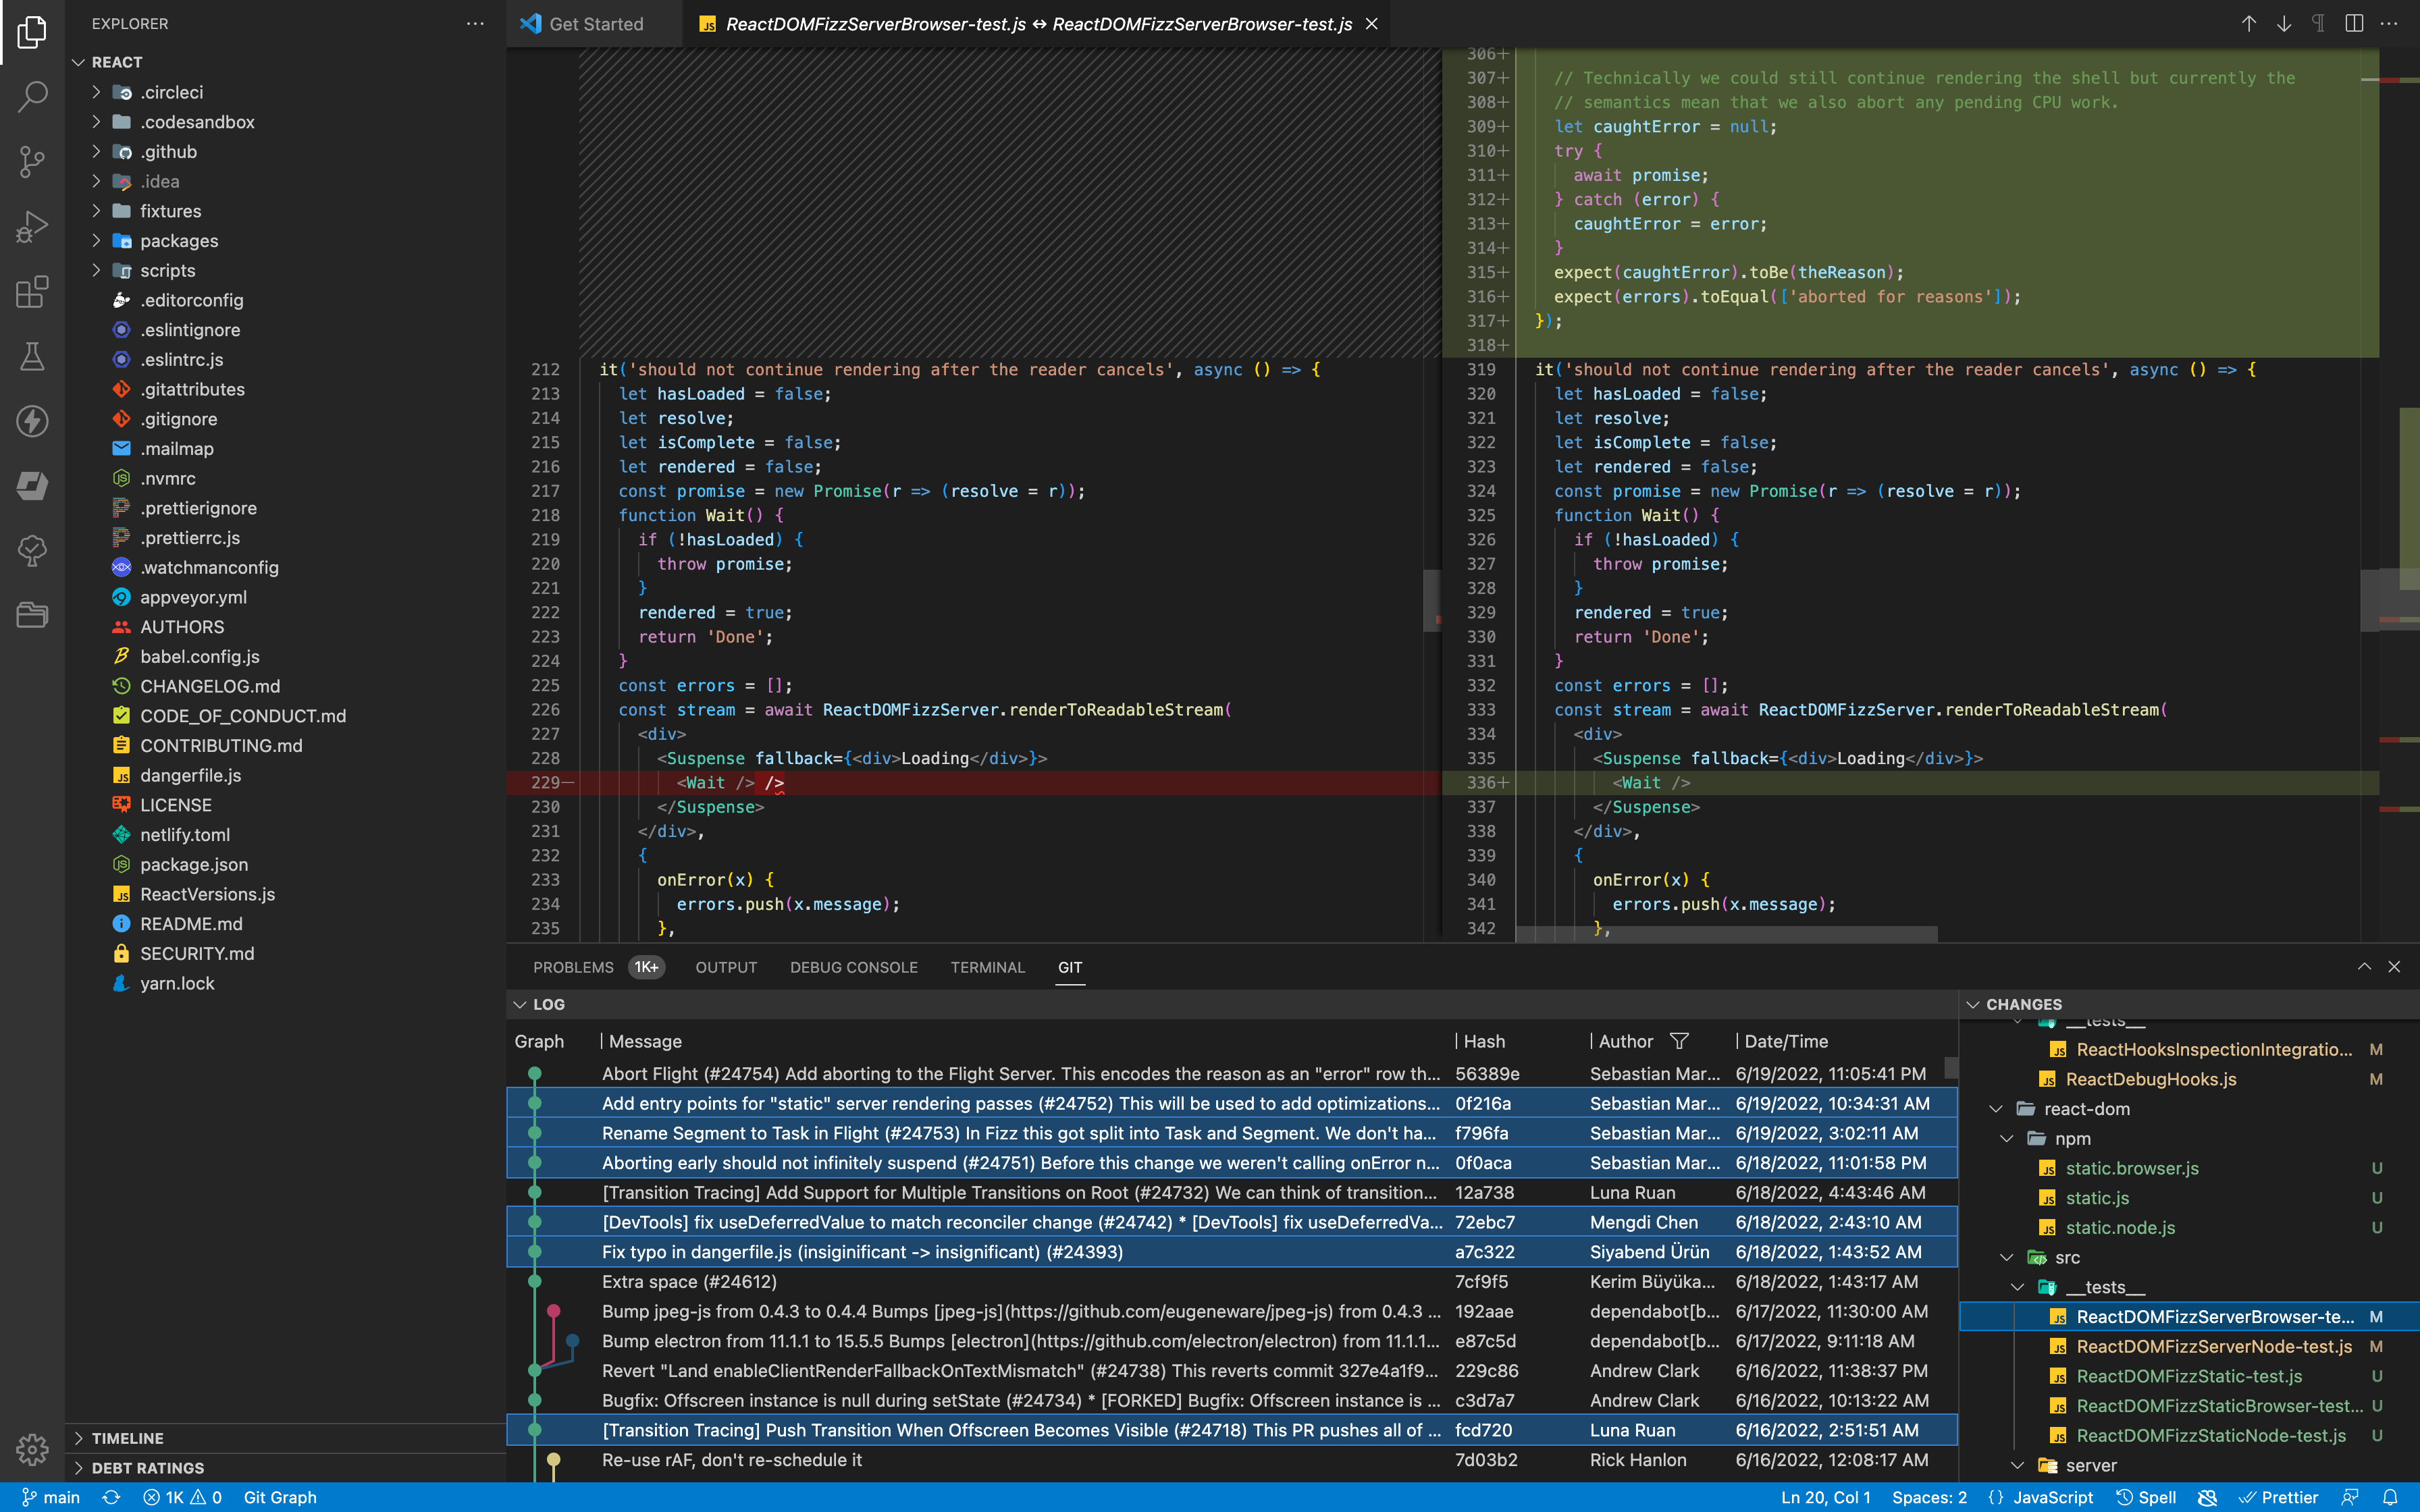 EXPLORER
REACT
.circleci
.codesandbox
.github
.idea
fixtures
packages
scripts
.editorconfig
.eslintignore
.eslintrc.js
.gitattributes
.gitignore
.mailmap
.nvmrc
.prettierignore
.prettierrc.js
.watchmanconfig
appveyor.yml
AUTHORS
babel.config.js
CHANGELOG.md
CODE_OF_CONDUCT.md
CONTRIBUTING.md
dangerfile.js
LICENSE
netlify.toml
package.json
ReactVersions.js
README.md
SECURITY.md
yarn.lock
TIMELINE
DEBT RATINGS
Get Started
JS ReactDOMFizzServerBrowser-test.js ↔ ReactDOMFizzServerBrowser-test.js
212 it('should not continue rendering after the reader cancels', async () => {
213 let hasLoaded = false;
214 let resolve;
215 let isComplete = false;
216 let rendered = false;
217 const promise = new Promise(r => (resolve = r));
218 function Wait() {
219 if (!hasLoaded) {
220 throw promise;
221 }
222 rendered = true;
223 return 'Done';
224 }
225 const errors = [];
226 const stream = await ReactDOMFizzServer.renderToReadableStream(
227 <div>
228 <Suspense fallback={<div>Loading</div>}>
229— <Wait /> />
230 </Suspense>
231 </div>,
232 {
233 onError(x) {
234 errors.push(x.message);
235 },
306+
307+ // Technically we could still continue rendering the shell but currently the
308+ // semantics mean that we also abort any pending CPU work.
309+ let caughtError = null;
310+ try {
311+ await promise;
312+ } catch (error) {
313+ caughtError = error;
314+ }
315+ expect(caughtError).toBe(theReason);
316+ expect(errors).toEqual(['aborted for reasons']);
317+ });
318+
319 it('should not continue rendering after the reader cancels', async () => {
320 let hasLoaded = false;
321 let resolve;
322 let isComplete = false;
323 let rendered = false;
324 const promise = new Promise(r => (resolve = r));
325 function Wait() {
326 if (!hasLoaded) {
327 throw promise;
328 }
329 rendered = true;
330 return 'Done';
331 }
332 const errors = [];
333 const stream = await ReactDOMFizzServer.renderToReadableStream(
334 <div>
335 <Suspense fallback={<div>Loading</div>}>
336+ <Wait />
337 </Suspense>
338 </div>,
339 {
340 onError(x) {
341 errors.push(x.message);
342 },
PROBLEMS 1K+ OUTPUT DEBUG CONSOLE TERMINAL GIT
LOG
Graph Message Hash Author Date/Time
Abort Flight (#24754) Add aborting to the Flight Server. This encodes the reason as an "error" row th... 56389e Sebastian Mar... 6/19/2022, 11:05:41 PM
Add entry points for "static" server rendering passes (#24752) This will be used to add optimizations... 0f216a Sebastian Mar... 6/19/2022, 10:34:31 AM
Rename Segment to Task in Flight (#24753) In Fizz this got split into Task and Segment. We don't ha... f796fa Sebastian Mar... 6/19/2022, 3:02:11 AM
Aborting early should not infinitely suspend (#24751) Before this change we weren't calling onError n... 0f0aca Sebastian Mar... 6/18/2022, 11:01:58 PM
[Transition Tracing] Add Support for Multiple Transitions on Root (#24732) We can think of transition... 12a738 Luna Ruan 6/18/2022, 4:43:46 AM
[DevTools] fix useDeferredValue to match reconciler change (#24742) * [DevTools] fix useDeferredVa... 72ebc7 Mengdi Chen 6/18/2022, 2:43:10 AM
Fix typo in dangerfile.js (insiginificant -> insignificant) (#24393) a7c322 Siyabend Ürün 6/18/2022, 1:43:52 AM
Extra space (#24612) 7cf9f5 Kerim Büyüka... 6/18/2022, 1:43:17 AM
Bump jpeg-js from 0.4.3 to 0.4.4 Bumps [jpeg-js](https://github.com/eugeneware/jpeg-js) from 0.4.3 ... 192aae dependabot[b... 6/17/2022, 11:30:00 AM
Bump electron from 11.1.1 to 15.5.5 Bumps [electron](https://github.com/electron/electron) from 11.1.1... e87c5d dependabot[b... 6/17/2022, 9:11:18 AM
Revert "Land enableClientRenderFallbackOnTextMismatch" (#24738) This reverts commit 327e4a1f9... 229c86 Andrew Clark 6/16/2022, 11:38:37 PM
Bugfix: Offscreen instance is null during setState (#24734) * [FORKED] Bugfix: Offscreen instance is ... c3d7a7 Andrew Clark 6/16/2022, 10:13:22 AM
[Transition Tracing] Push Transition When Offscreen Becomes Visible (#24718) This PR pushes all of ... fcd720 Luna Ruan 6/16/2022, 2:51:51 AM
Re-use rAF, don't re-schedule it 7d03b2 Rick Hanlon 6/16/2022, 12:08:17 AM
CHANGES
__tests__
JS ReactHooksInspectionIntegratio... M
JS ReactDebugHooks.js M
react-dom
npm
JS static.browser.js U
JS static.js U
JS static.node.js U
src
__tests__
JS ReactDOMFizzServerBrowser-te... M
JS ReactDOMFizzServerNode-test.js M
JS ReactDOMFizzStatic-test.js U
JS ReactDOMFizzStaticBrowser-test... U
JS ReactDOMFizzStaticNode-test.js U
server
main 1K 0 Git Graph Ln 20, Col 1 Spaces: 2 {} JavaScript Spell Prettier